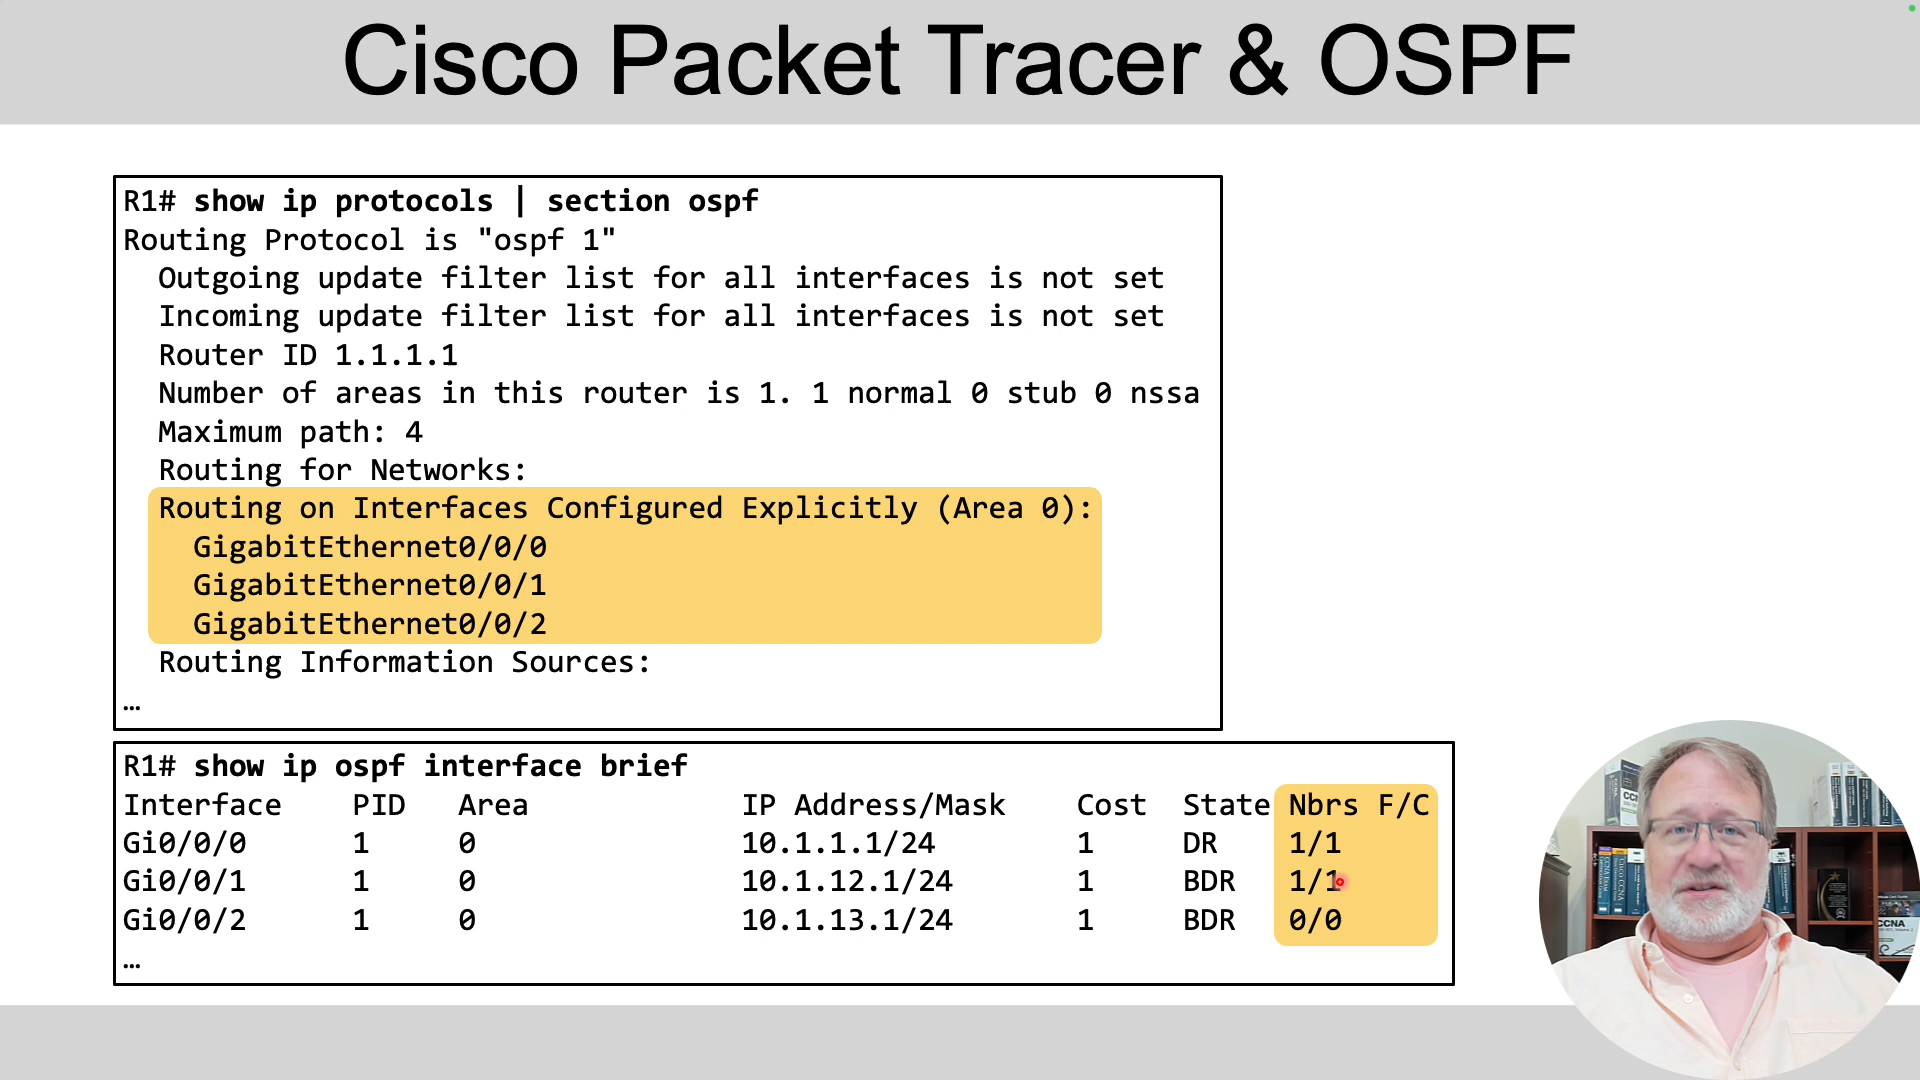 Cisco Packet Tracer & OSPF
R1# show ip protocols | section ospf
Routing Protocol is "ospf 1"
Outgoing update filter list for all interfaces is not set
Incoming update filter list for all interfaces is not set
Router ID 1.1.1.1
Number of areas in this router is 1. 1 normal 0 stub 0 nssa
Maximum path: 4
Routing for Networks:
Routing on Interfaces Configured Explicitly (Area 0):
GigabitEthernet0/0/0
GigabitEthernet0/0/1
GigabitEthernet0/0/2
Routing Information Sources:
…
R1# show ip ospf interface brief
Interface PID Area IP Address/Mask Cost State Nbrs F/C
Gi0/0/0 1 0 10.1.1.1/24 1 DR 1/1
Gi0/0/1 1 0 10.1.12.1/24 1 BDR 1/1
Gi0/0/2 1 0 10.1.13.1/24 1 BDR 0/0
…
CCNA